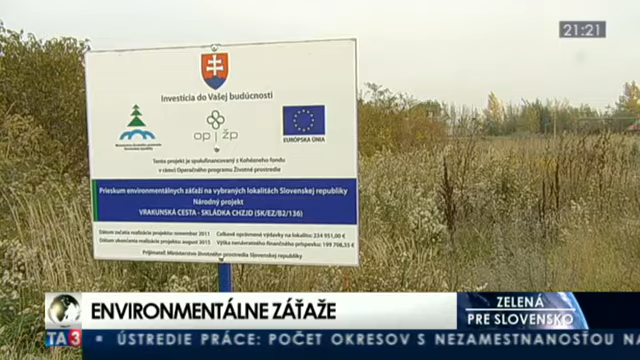 21:21
Investícia do Vašej budúcnosti
op žp
EURÓPSKA ÚNIA
Tento projekt je spolufinancovaný z Kohézneho fondu
v rámci Operačného programu Životné prostredie
Prieskum environmentálnych záťaží na vybraných lokalitách Slovenskej republiky
Národný projekt
VRAKUNSKÁ CESTA - SKLÁDKA CHZJD (SK/EZ/B2/136)
Dátum začatia realizácie projektu: november 2011 Celkové oprávnené výdavky na lokalitu: 234 951,00 €
Dátum ukončenia realizácie projektu: august 2015 Výška nenávratného finančného príspevku: 199 708,35 €
Prijímateľ: Ministerstvo životného prostredia Slovenskej republiky
ENVIRONMENTÁLNE ZÁŤAŽE
ZELENÁ
PRE SLOVENSKO
TA3
ÚSTREDIE PRÁCE: POČET OKRESOV S NEZAMESTNANOSŤOU NA